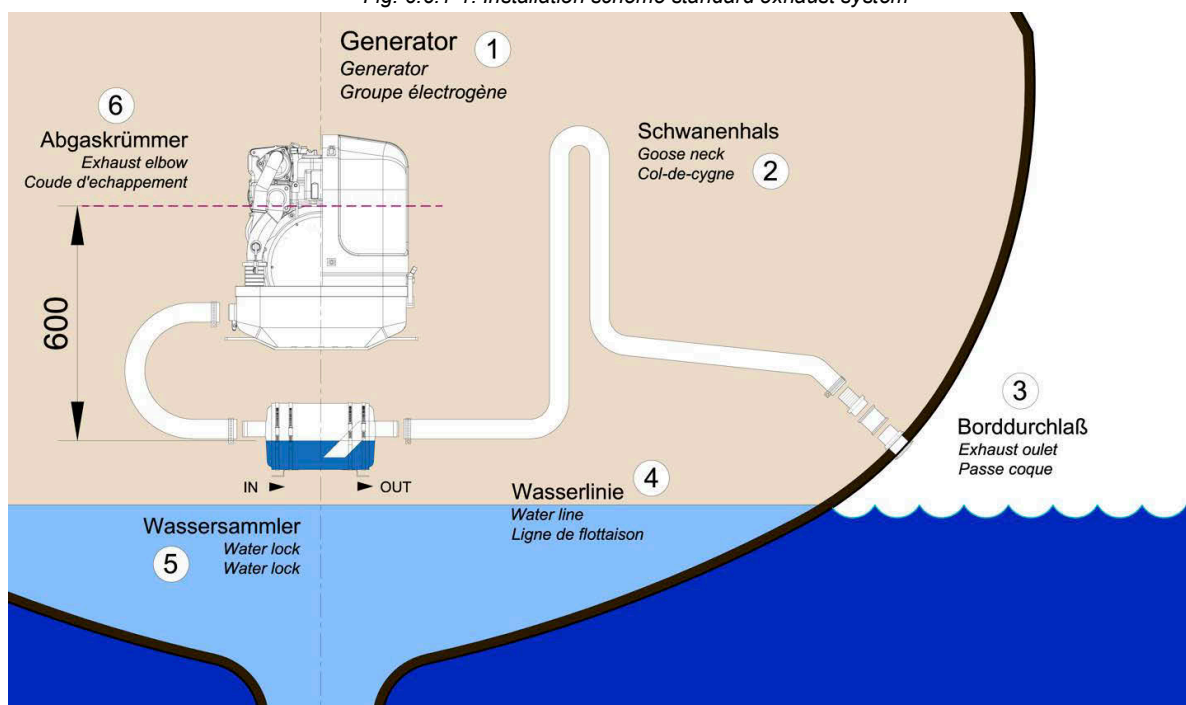 Generator
1
Generator
Groupe électrogène
6
Abgaskrümmer
Exhaust elbow
Coude d'echappement
Schwanenhals
Goose neck
Col-de-cygne
2
600
3
Borddurchlaß
Exhaust oulet
Passe coque
IN
OUT
Wasserlinie
4
Water line
Ligne de flottaison
Wassersammler
Water lock
Water lock
5